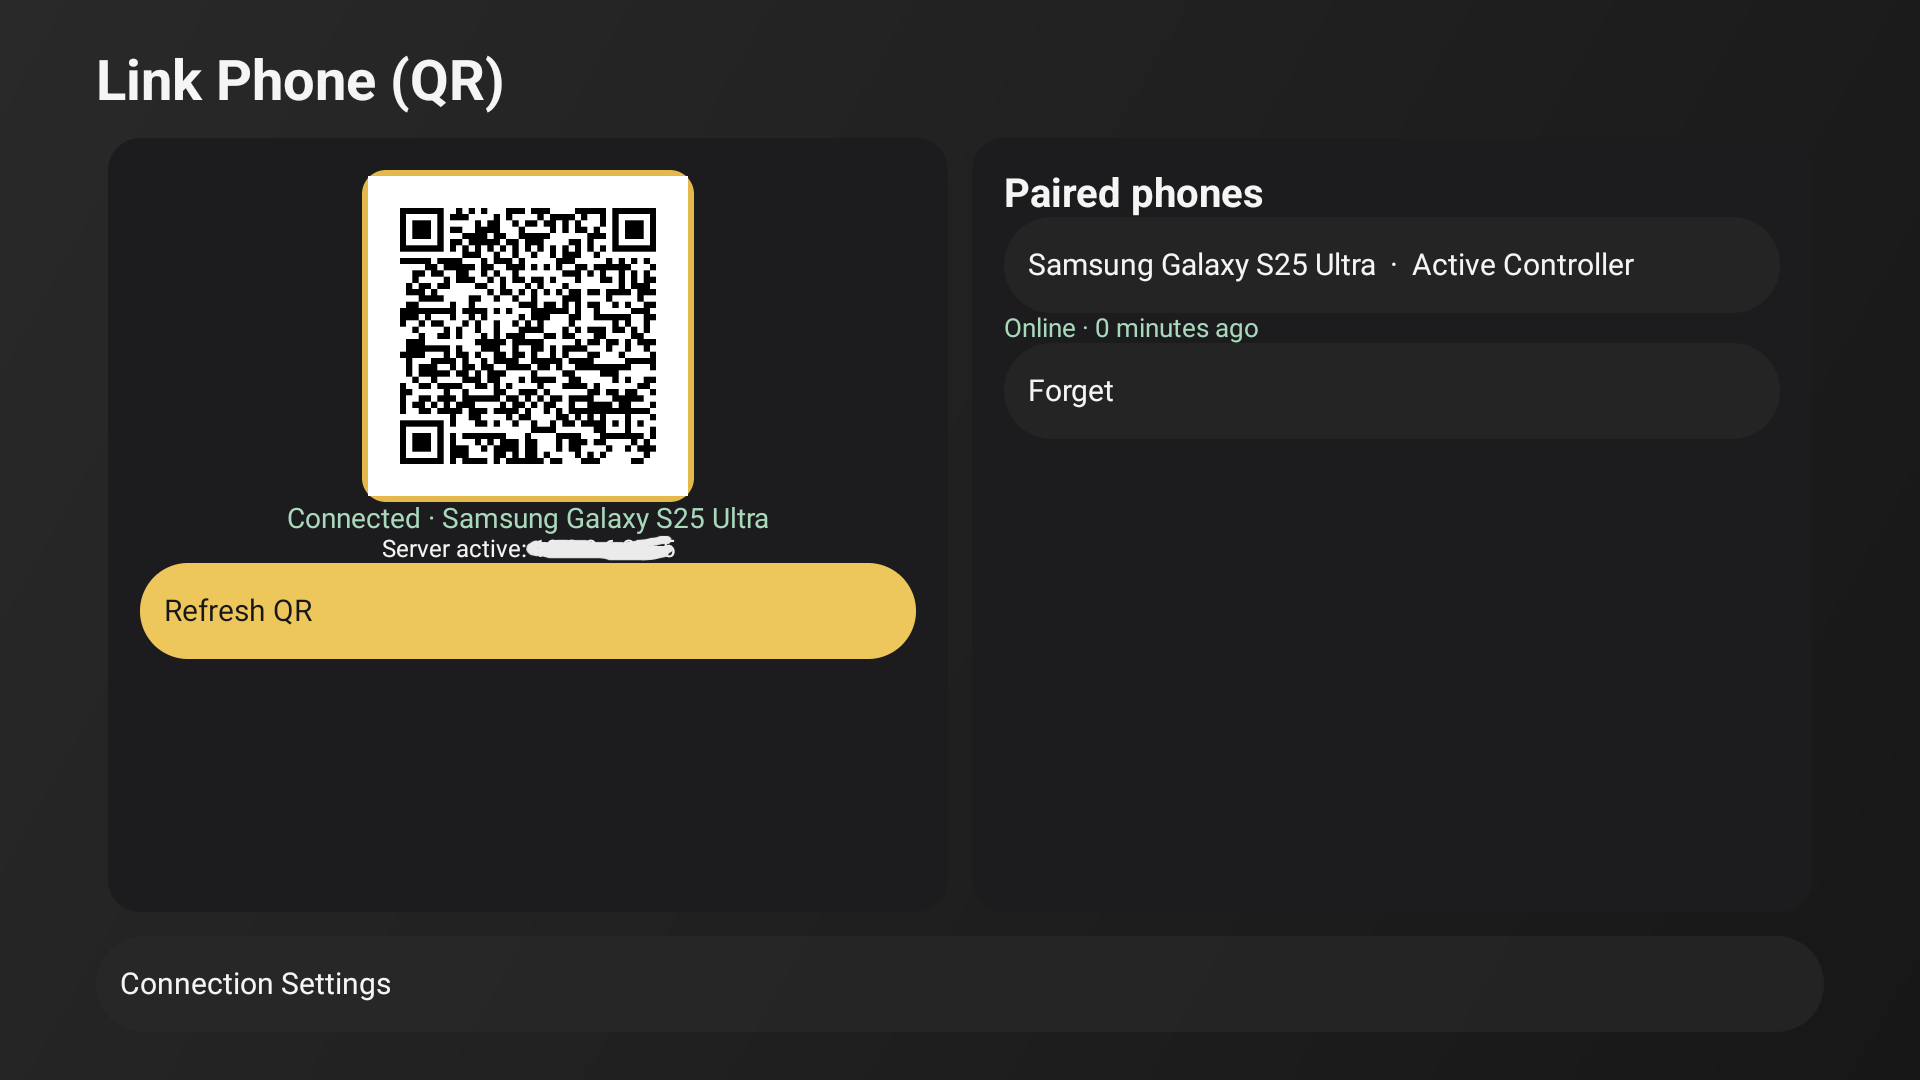 Link Phone (QR)
Connected · Samsung Galaxy S25 Ultra
Server active:
Refresh QR
Paired phones
Samsung Galaxy S25 Ultra · Active Controller
Online · 0 minutes ago
Forget
Connection Settings